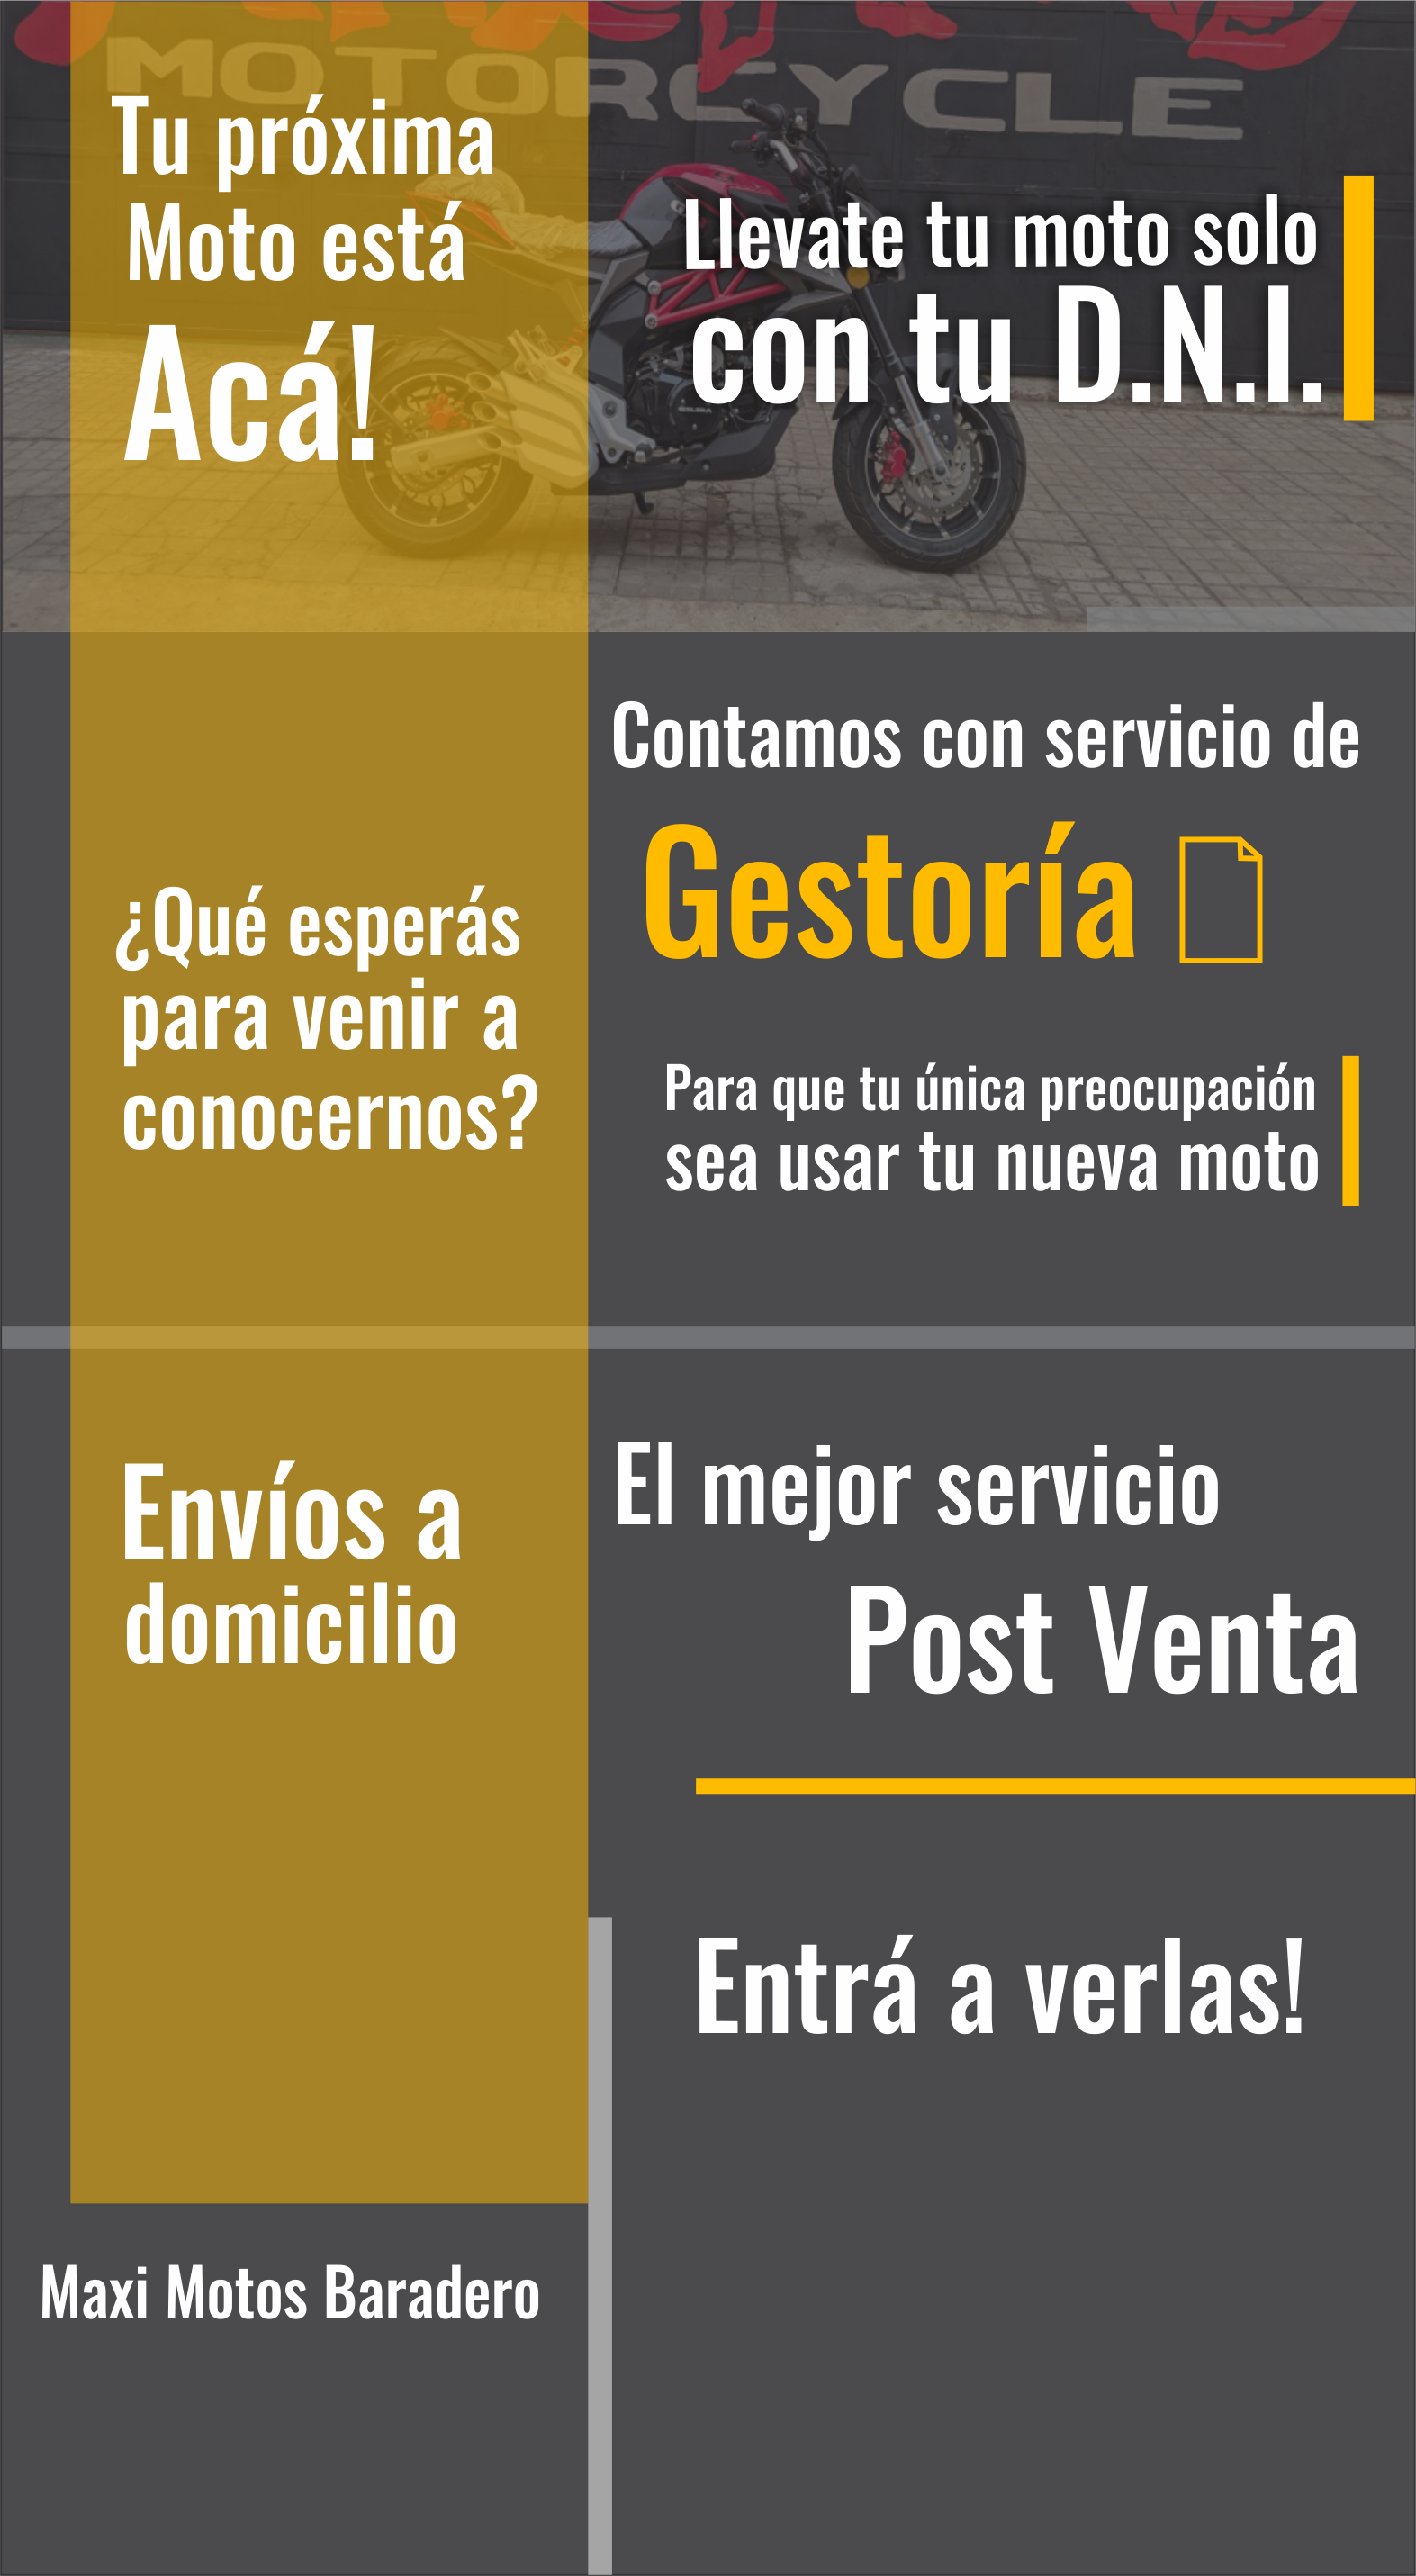 MOTORCYCLE
Tu próxima
Moto está
Acá!
Llevate tu moto solo
con tu D.N.I.
Contamos con servicio de
Gestoría
¿Qué esperás
para venir a
conocernos?
Para que tu única preocupación
sea usar tu nueva moto
Envíos a
domicilio
El mejor servicio
Post Venta
Entrá a verlas!
Maxi Motos Baradero